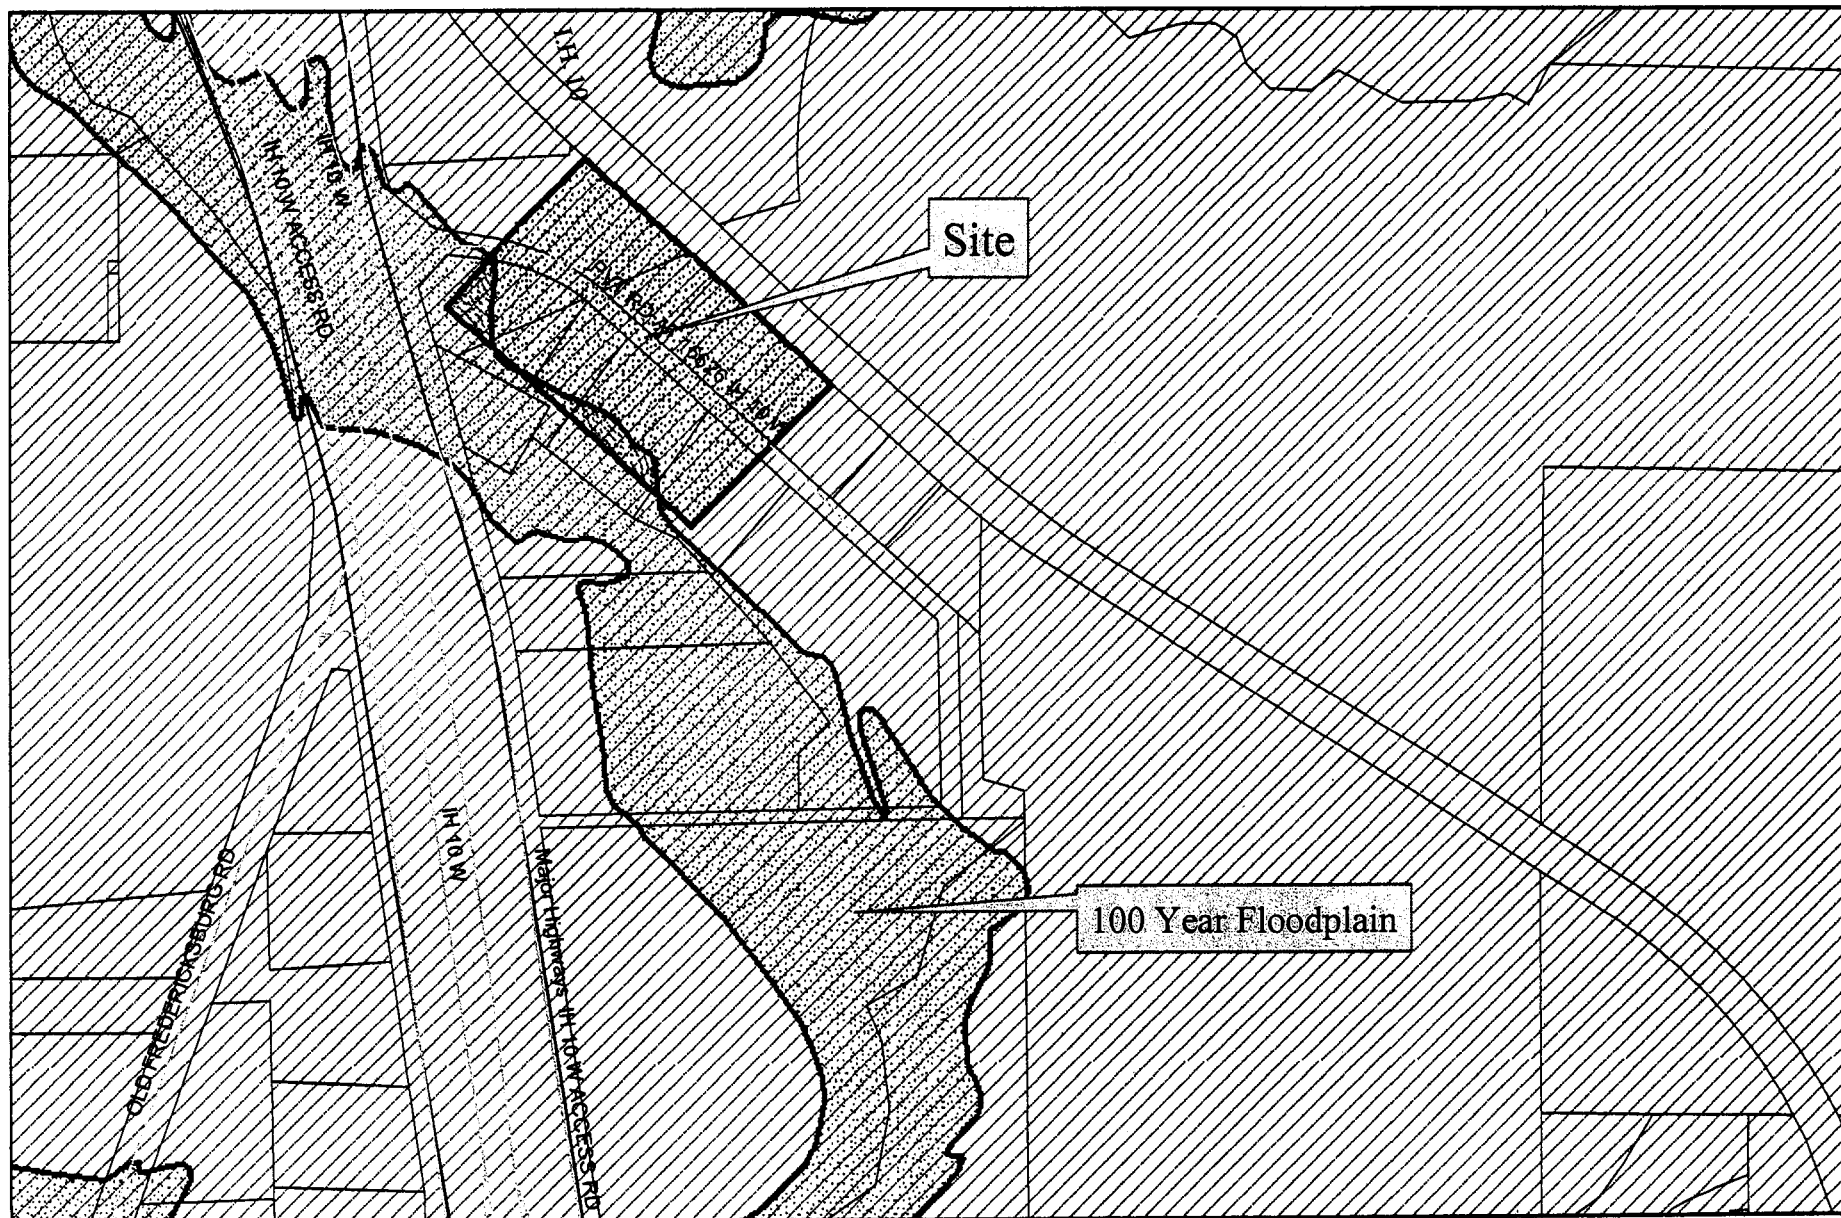 I.H 10
IH 10 W
IH 10 W ACCESS RD
Site
IH 10 W
Major Highways IH 10 W ACCESS RD
OLD FREDERICKSBURG RD
100 Year Floodplain